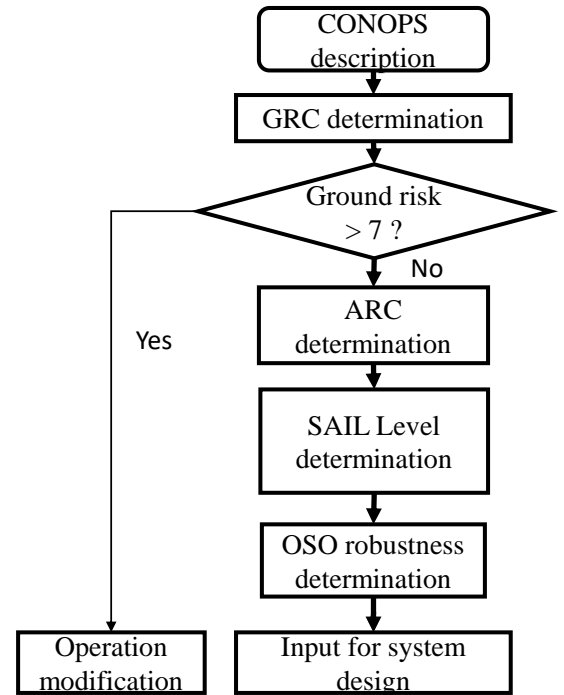 CONOPS
description
GRC determination
Ground risk
> 7 ?
No
Yes
ARC
determination
SAIL Level
determination
OSO robustness
determination
Operation
modification
Input for system
design